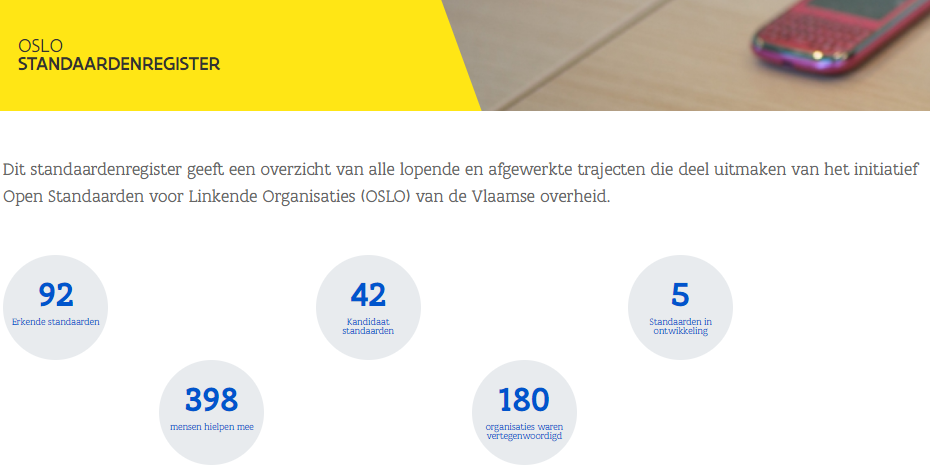 OSLO
STANDAARDENREGISTER
Dit standaardenregister geeft een overzicht van alle lopende en afgewerkte trajecten die deel uitmaken van het initiatief
Open Standaarden voor Linkende Organisaties (OSLO) van de Vlaamse overheid.
92
Erkende standaarden
42
Kandidaat
standaarden
5
Standaarden in
ontwikkeling
398
mensen hielpen mee
180
organisaties waren
vertegenwoordigd